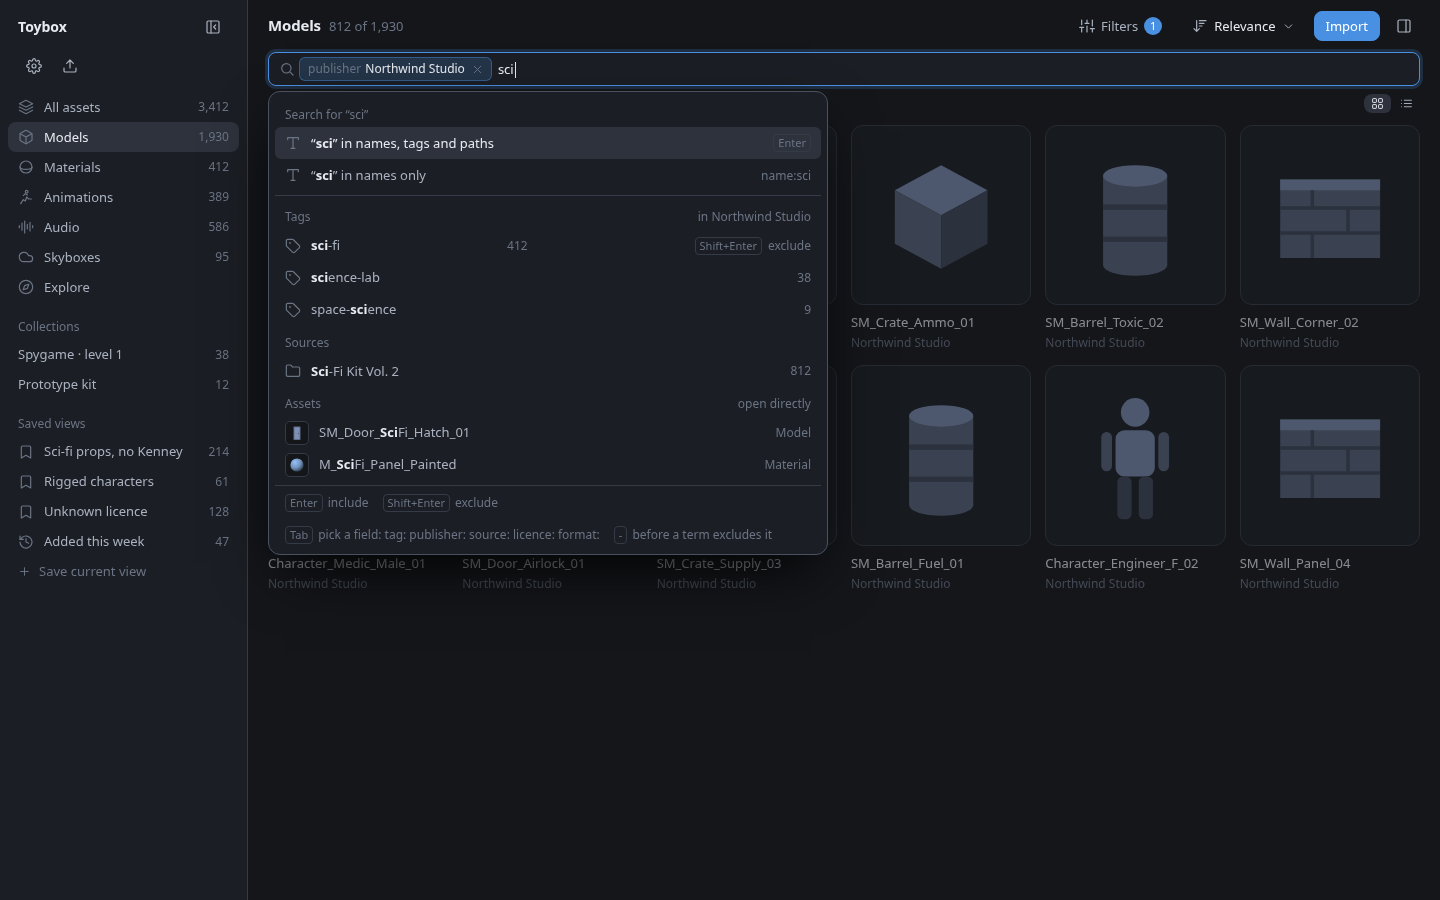 Toybox
All assets 3,412
Models 1,930
Materials 412
Animations 389
Audio 586
Skyboxes 95
Explore
Collections
Spygame · level 1 38
Prototype kit 12
Saved views
Sci-fi props, no Kenney 214
Rigged characters 61
Unknown licence 128
Added this week 47
Save current view
Models 812 of 1,930
Filters 1
Relevance
Import
publisher Northwind Studio
sci
Search for “sci”
“sci” in names, tags and paths Enter
“sci” in names only name:sci
Tags in Northwind Studio
sci-fi 412 Shift+Enter exclude
science-lab 38
space-science 9
Sources
Sci-Fi Kit Vol. 2 812
Assets open directly
SM_Door_SciFi_Hatch_01 Model
M_SciFi_Panel_Painted Material
Enter include Shift+Enter exclude
Tab pick a field: tag: publisher: source: licence: format: - before a term excludes it
SM_Crate_Ammo_01 SM_Barrel_Toxic_02 SM_Wall_Corner_02
Northwind Studio Northwind Studio Northwind Studio
Character_Medic_Male_01 SM_Door_Airlock_01 SM_Crate_Supply_03 SM_Barrel_Fuel_01 Character_Engineer_F_02 SM_Wall_Panel_04
Northwind Studio Northwind Studio Northwind Studio Northwind Studio Northwind Studio Northwind Studio